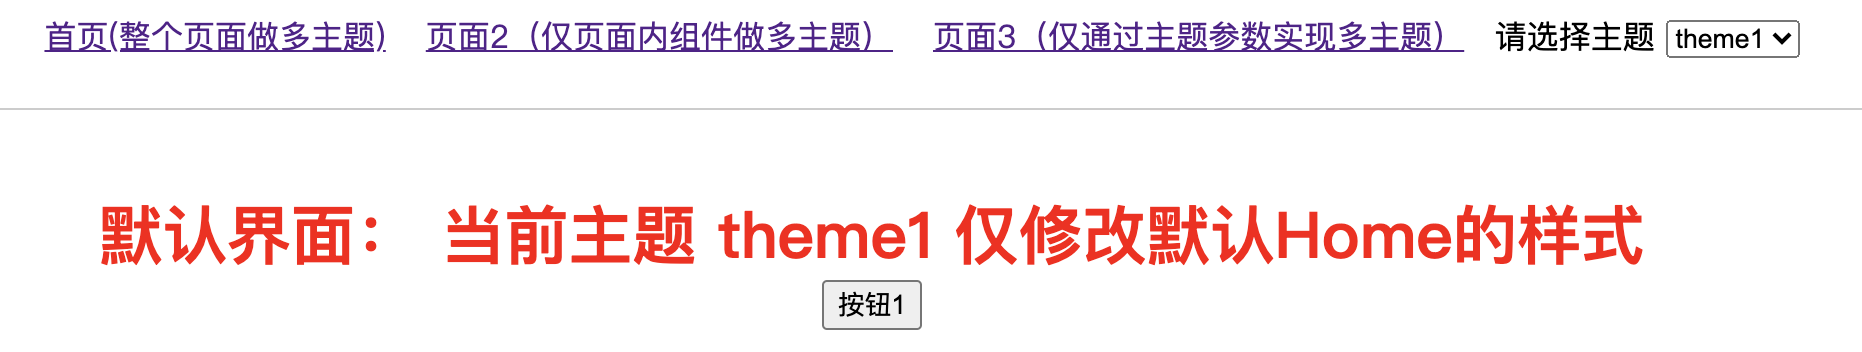 首页(整个页面做多主题) 页面2（仅页面内组件做多主题） 页面3（仅通过主题参数实现多主题） 请选择主题 theme1
默认界面： 当前主题 theme1 仅修改默认Home的样式
按钮1